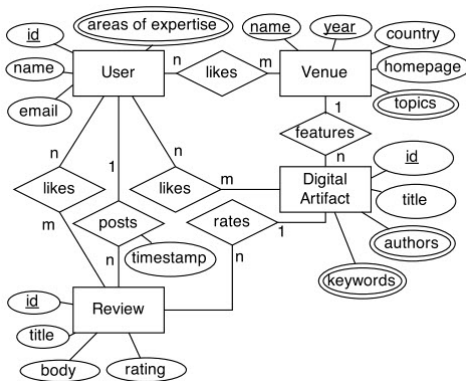 areas of expertise
id
name
year
country
name
User
n
likes
m
Venue
homepage
email
topics
1
features
n
1
n
n
id
likes
likes
m
Digital
Artifact
title
m
posts
rates
1
authors
n
timestamp
n
keywords
id
Review
title
body
rating